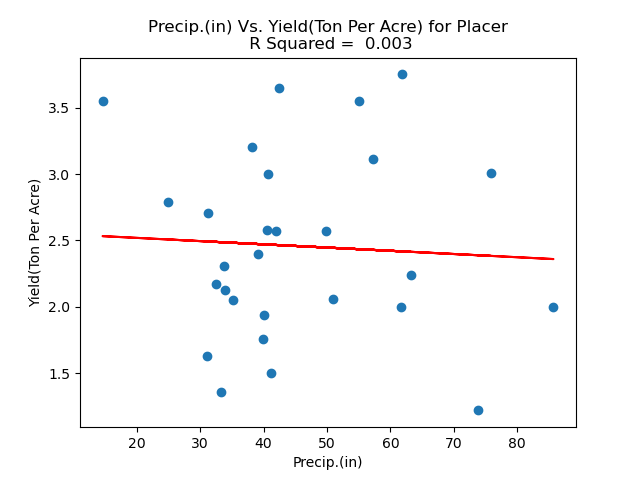 Precip.(in) Vs. Yield(Ton Per Acre) for Placer
R Squared =  0.003
Yield(Ton Per Acre)
3.5
3.0
2.5
2.0
1.5
20 30 40 50 60 70 80
Precip.(in)